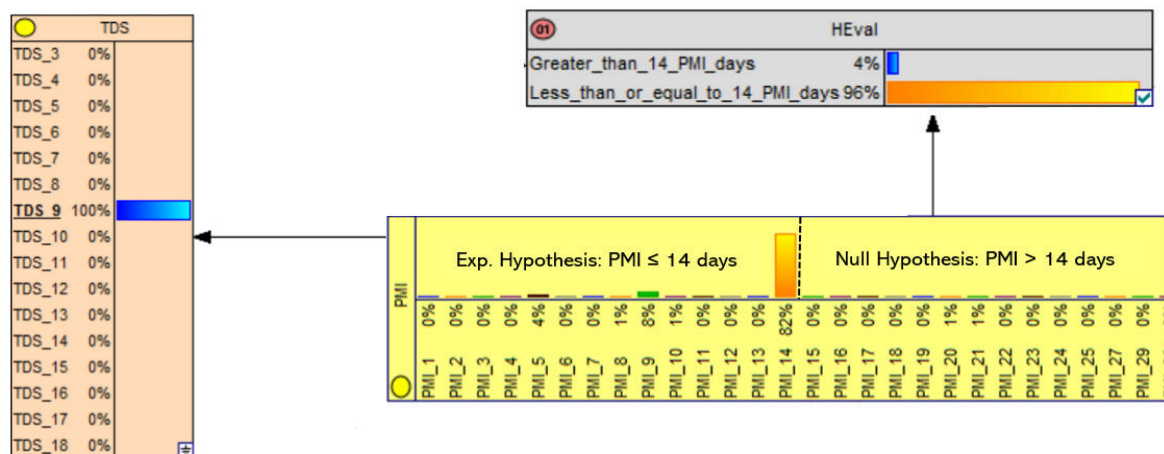 TDS
TDS_3 0%
TDS_4 0%
TDS_5 0%
TDS_6 0%
TDS_7 0%
TDS_8 0%
TDS_9 100%
TDS_10 0%
TDS_11 0%
TDS_12 0%
TDS_13 0%
TDS_14 0%
TDS_15 0%
TDS_16 0%
TDS_17 0%
TDS_18 0%
01 HEval
Greater_than_14_PMI_days 4%
Less_than_or_equal_to_14_PMI_days 96%
PMI
Exp. Hypothesis: PMI ≤ 14 days
Null Hypothesis: PMI > 14 days
PMI_1 0%
PMI_2 0%
PMI_3 0%
PMI_4 0%
PMI_5 4%
PMI_6 0%
PMI_7 0%
PMI_8 1%
PMI_9 8%
PMI_10 1%
PMI_11 0%
PMI_12 0%
PMI_13 0%
PMI_14 82%
PMI_15 0%
PMI_16 0%
PMI_17 0%
PMI_18 0%
PMI_19 0%
PMI_20 1%
PMI_21 1%
PMI_22 0%
PMI_23 0%
PMI_24 0%
PMI_25 0%
PMI_27 0%
PMI_29 0%